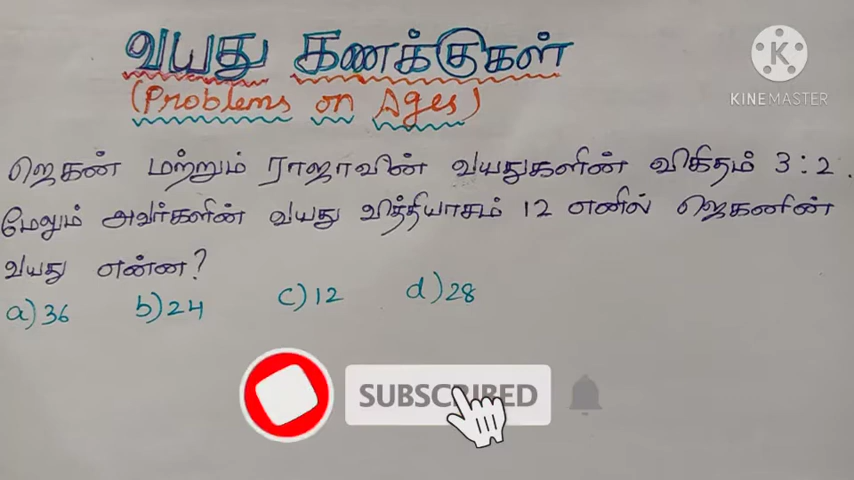 வயது கணக்குகள்
(Problems on Ages)
K
KINEMASTER
ஜெகன் மற்றும் ராஜாவின் வயதுகளின் விகிதம் 3:2.
மேலும் அவர்களின் வயது வித்தியாசம் 12 எனில் ஜெகனின்
வயது என்ன?
a) 36 b) 24 c) 12 d) 28
SUBSCRIBED